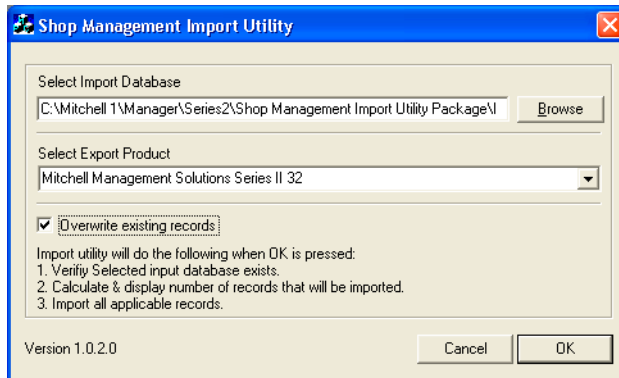 Shop Management Import Utility
Select Import Database
C:\Mitchell 1\Manager\Series2\Shop Management Import Utility Package\I
Browse
Select Export Product
Mitchell Management Solutions Series II 32
Overwrite existing records
Import utility will do the following when OK is pressed:
1. Verifiy Selected input database exists.
2. Calculate & display number of records that will be imported.
3. Import all applicable records.
Version 1.0.2.0
Cancel
OK